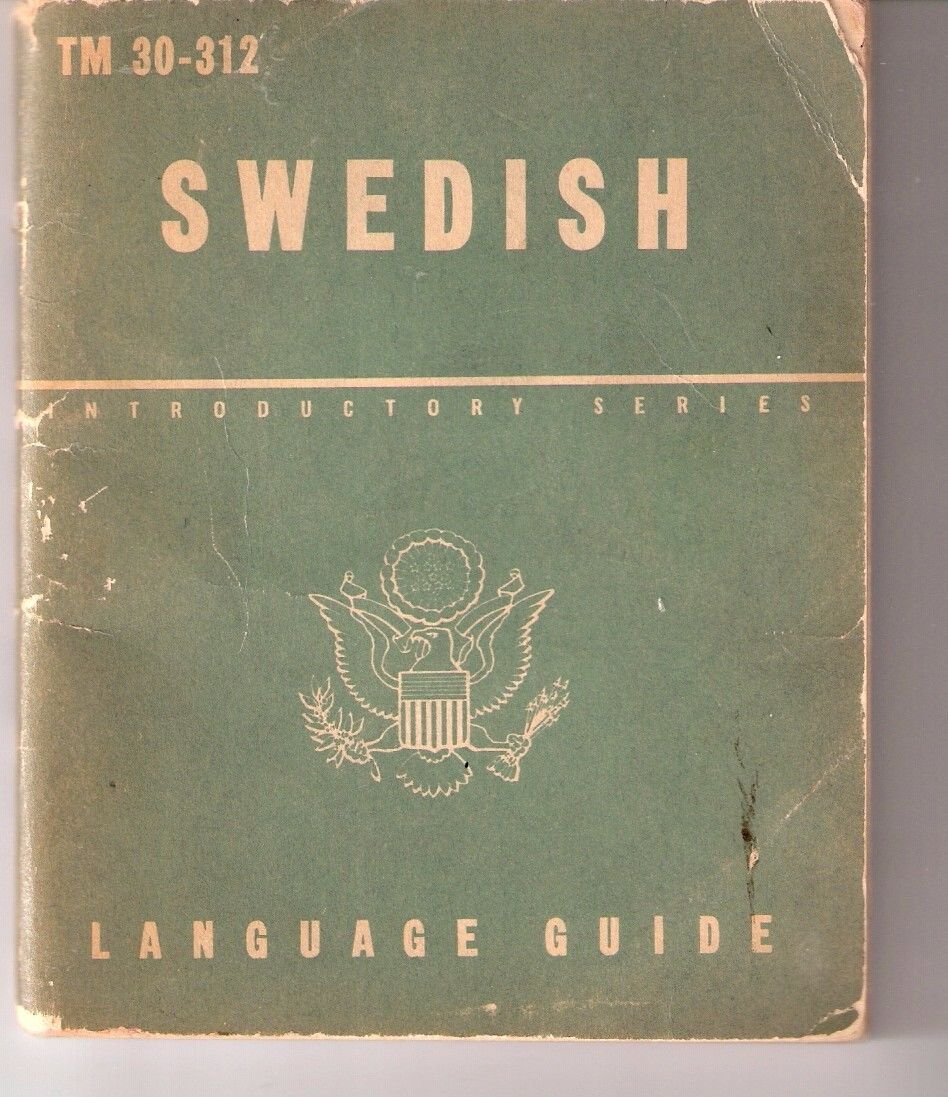 TM 30-312
SWEDISH
INTRODUCTORY SERIES
LANGUAGE GUIDE